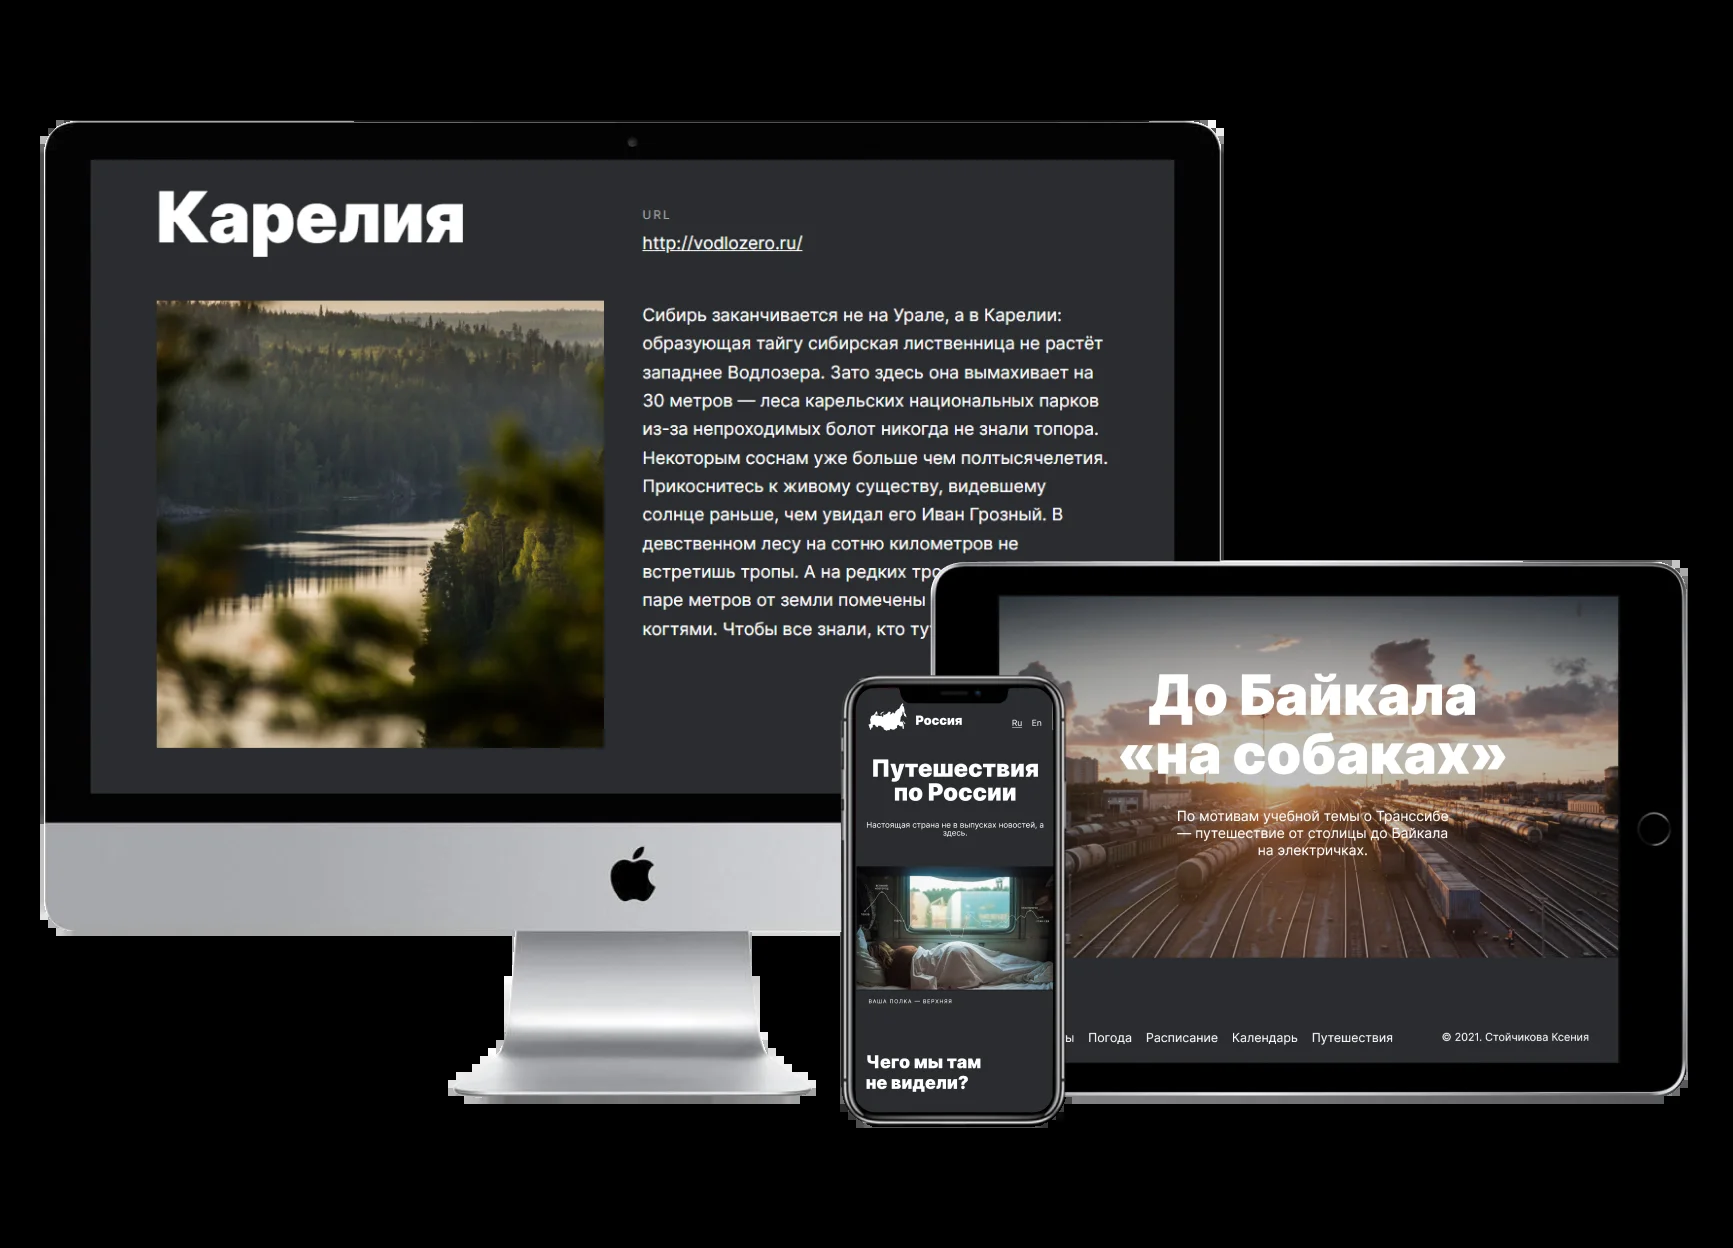 Карелия
URL
http://vodlozero.ru/
Сибирь заканчивается не на Урале, а в Карелии:
образующая тайгу сибирская лиственница не растёт
западнее Водлозера. Зато здесь она вымахивает на
30 метров — леса карельских национальных парков
из-за непроходимых болот никогда не знали топора.
Некоторым соснам уже больше чем полтысячелетия.
Прикоснитесь к живому существу, видевшему
солнце раньше, чем увидал его Иван Грозный. В
девственном лесу на сотню километров не
встретишь тропы. А на редких тро
паре метров от земли помечены
когтями. Чтобы все знали, кто ту
До Байкала
«на собаках»
По мотивам учебной темы о Транссибе
— путешествие от столицы до Байкала
на электричках.
ы Погода Расписание Календарь Путешествия © 2021. Стойчикова Ксения
Россия Ru En
Путешествия
по России
Настоящая страна не в выпусках новостей, а
здесь.
ВАША ПОЛКА — ВЕРХНЯЯ
Чего мы там
не видели?